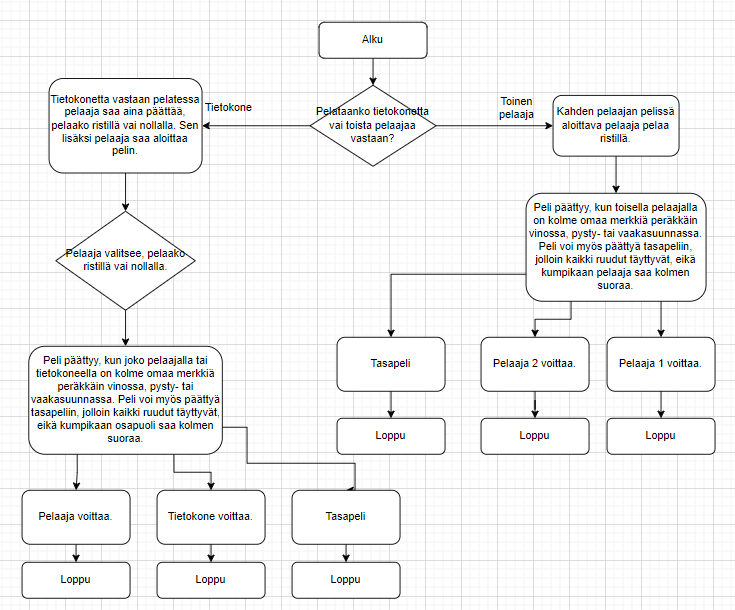 Alku
Pelataanko tietokonetta
vai toista pelaajaa
vastaan?
Tietokone
Toinen
pelaaja
Tietokonetta vastaan pelatessa
pelaaja saa aina päättää,
pelaako ristillä vai nollalla. Sen
lisäksi pelaaja saa aloittaa
pelin.
Kahden pelaajan pelissä
aloittava pelaaja pelaa
ristillä.
Pelaaja valitsee, pelaako
ristillä vai nollalla.
Peli päättyy, kun toisella pelaajalla
on kolme omaa merkkiä peräkkäin
vinossa, pysty- tai vaakasuunnassa.
Peli voi myös päättyä tasapeliin,
jolloin kaikki ruudut täyttyvät, eikä
kumpikaan pelaaja saa kolmen
suoraa.
Tasapeli
Pelaaja 2 voittaa.
Pelaaja 1 voittaa.
Loppu
Loppu
Loppu
Peli päättyy, kun joko pelaajalla tai
tietokoneella on kolme omaa merkkiä
peräkkäin vinossa, pysty- tai
vaakasuunnassa. Peli voi myös päättyä
tasapeliin, jolloin kaikki ruudut täyttyvät,
eikä kumpikaan osapuoli saa kolmen
suoraa.
Pelaaja voittaa.
Tietokone voittaa.
Tasapeli
Loppu
Loppu
Loppu